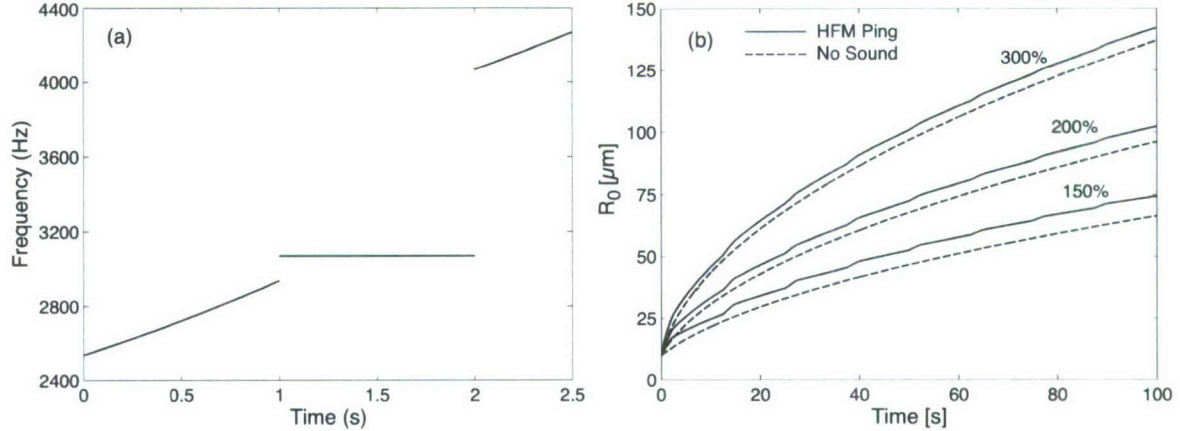 (a)
4400
4000
3600
3200
2800
2400
Frequency (Hz)
0 0.5 1 1.5 2 2.5
Time (s)
(b)
HFM Ping
No Sound
300%
200%
150%
150
125
100
75
50
25
0
R0 [µm]
0 20 40 60 80 100
Time [s]